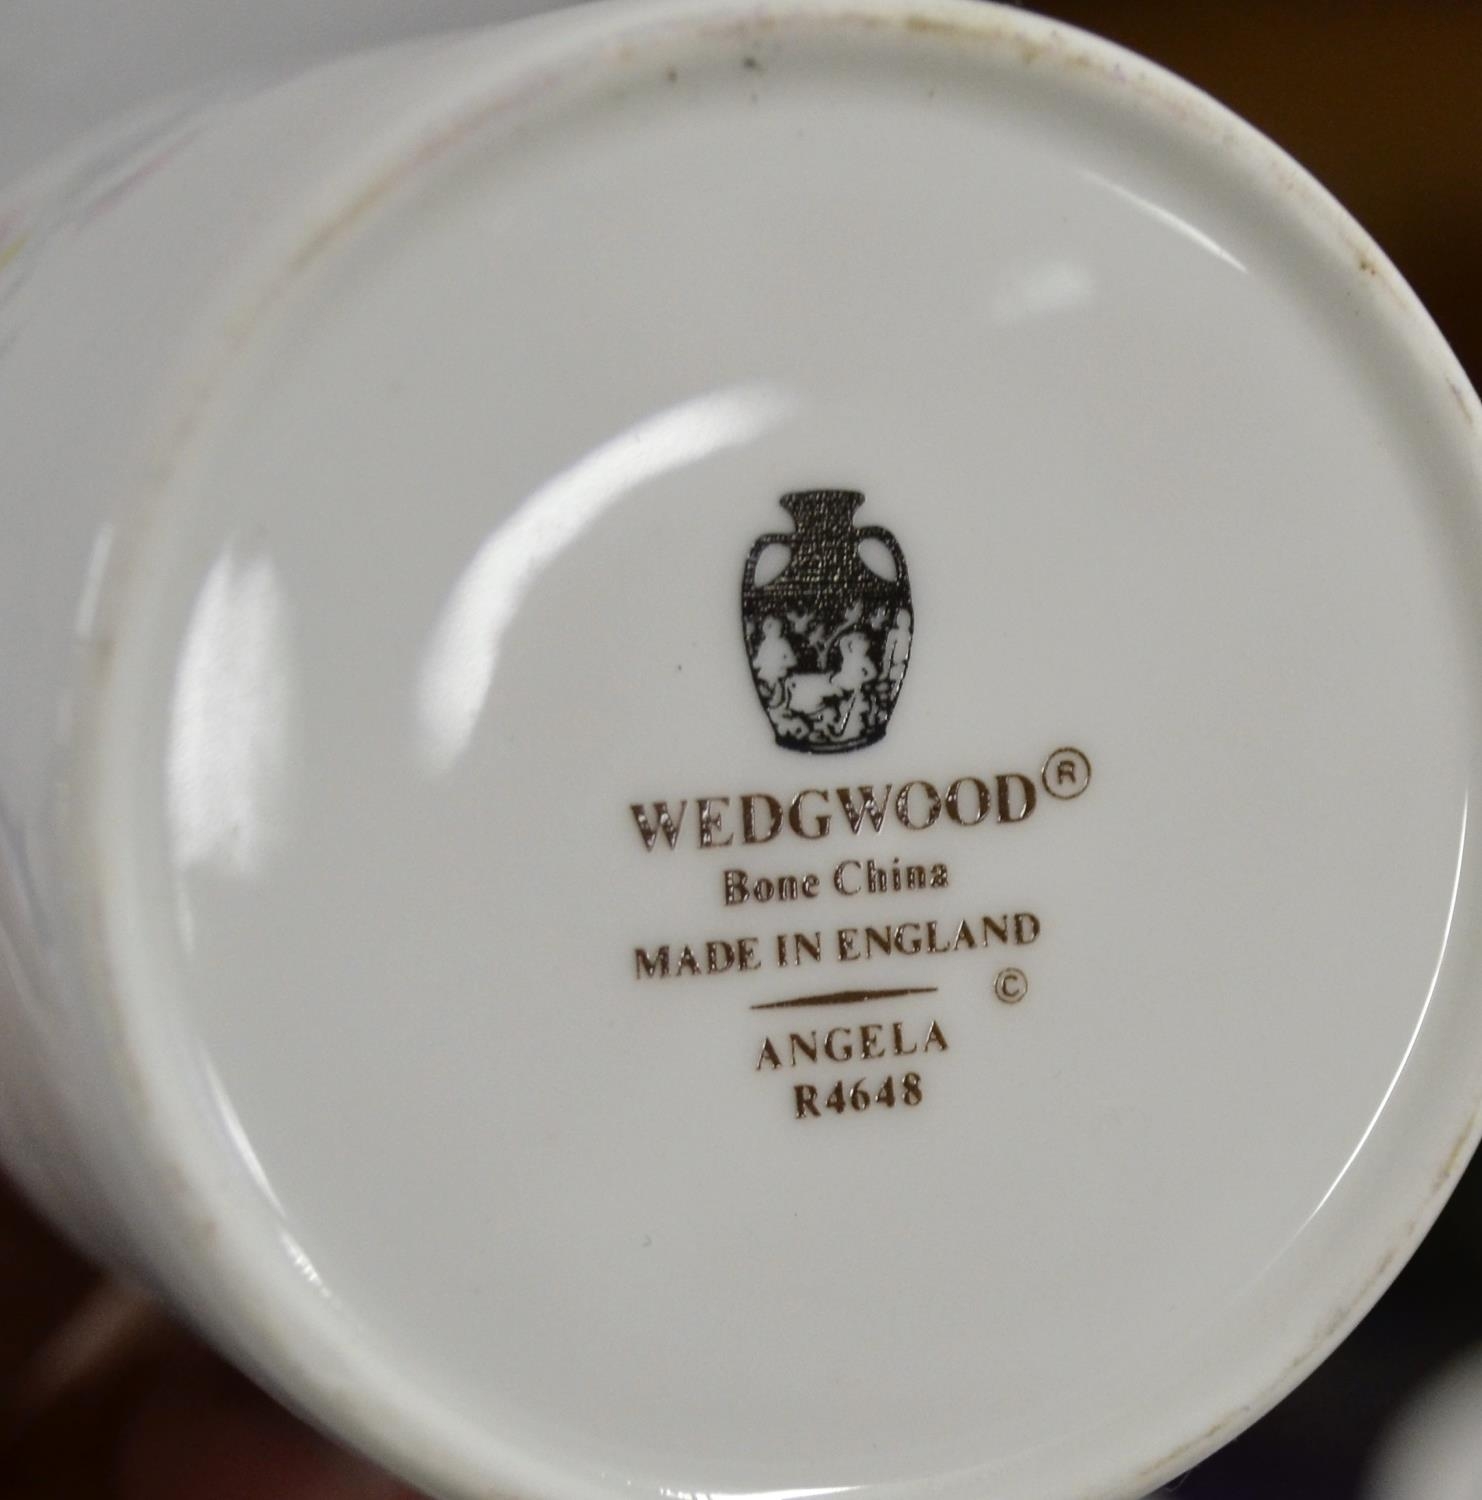 WEDGWOOD®
Bone China
MADE IN ENGLAND
©
ANGELA
R4648